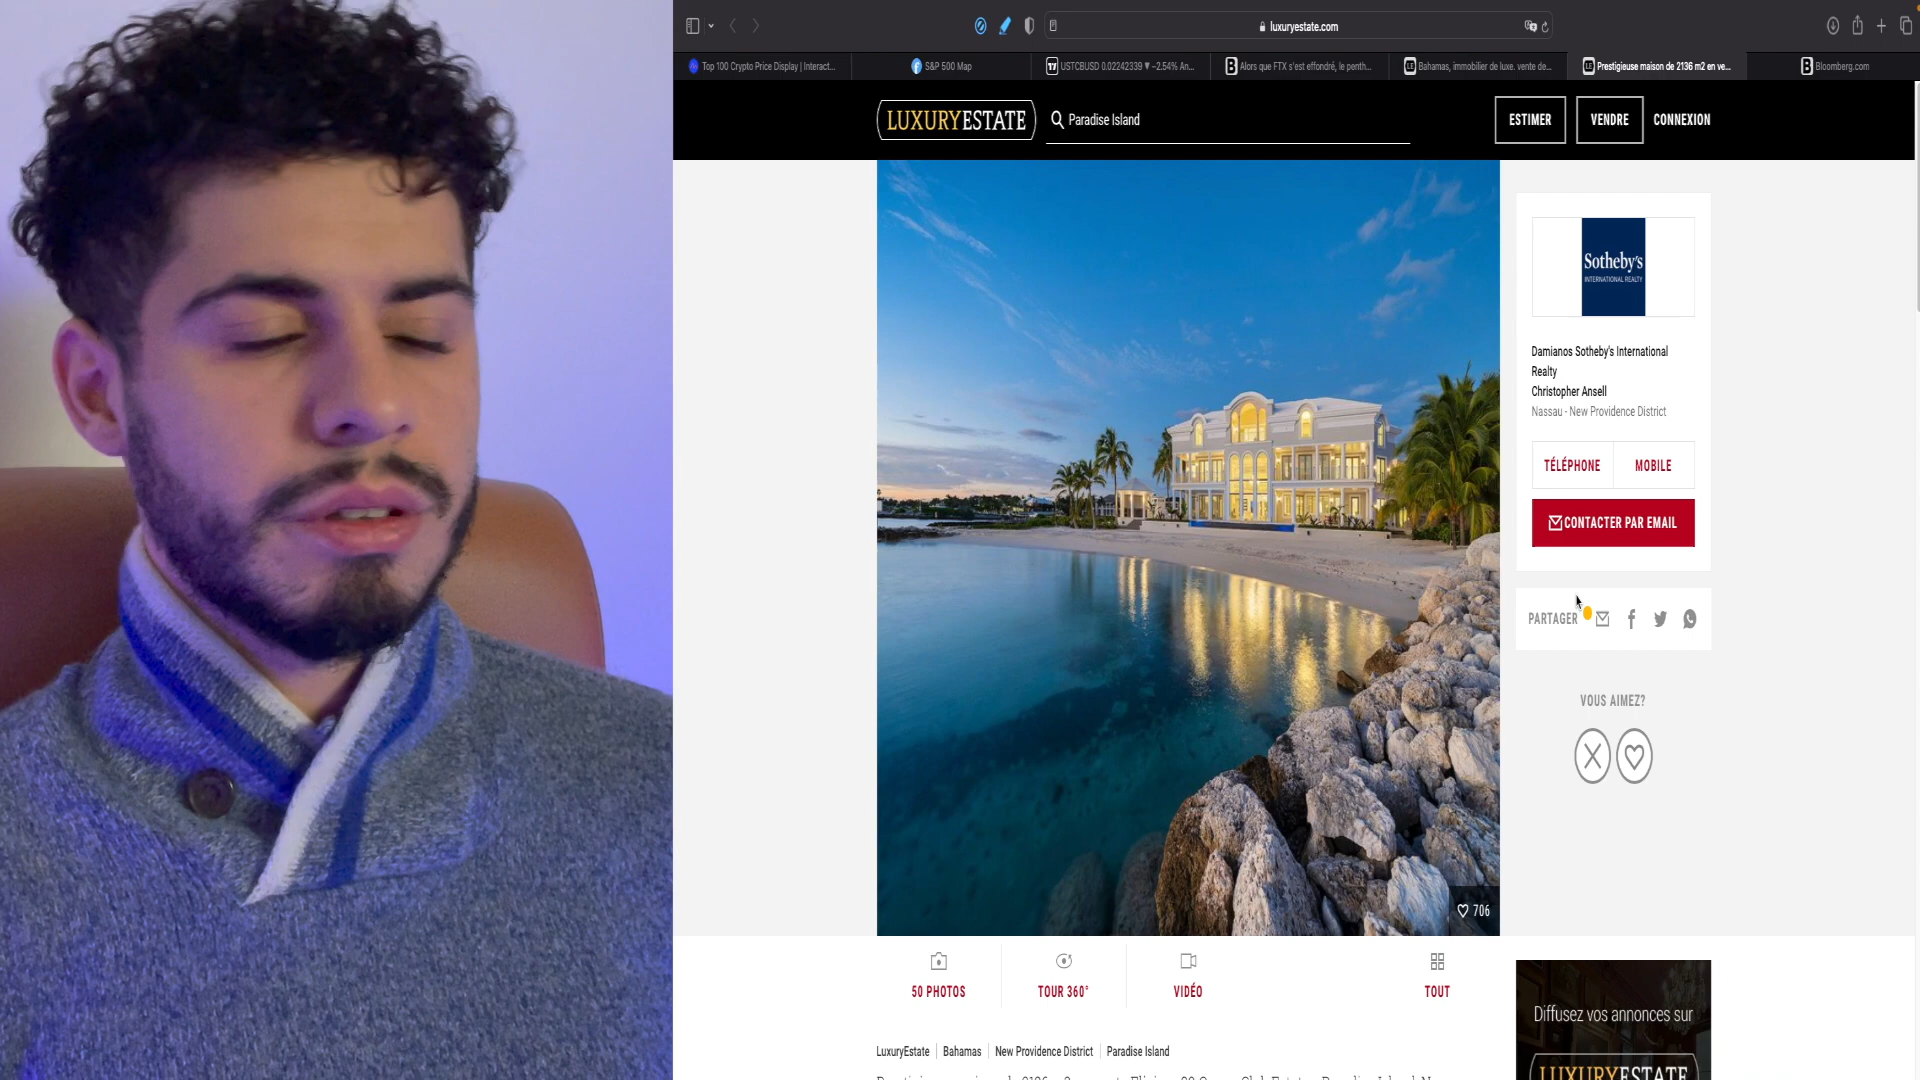 luxuryestate.com
Top 100 Crypto Price Display | Interact...
S&P 500 Map
USTCBUSD 0.02242339 ▼ −2.54% An...
Alors que FTX s'est effondré, le penth...
Bahamas, immobilier de luxe. vente de...
Prestigieuse maison de 2136 m2 en ve...
Bloomberg.com
LUXURYESTATE
Paradise Island
ESTIMER
VENDRE
CONNEXION
Sotheby's
INTERNATIONAL REALTY
Damianos Sotheby's International
Realty
Christopher Ansell
Nassau - New Providence District
TÉLÉPHONE
MOBILE
CONTACTER PAR EMAIL
PARTAGER
VOUS AIMEZ?
706
50 PHOTOS
TOUR 360°
VIDÉO
TOUT
Diffusez vos annonces sur
LUXURYESTATE
LuxuryEstate
Bahamas
New Providence District
Paradise Island